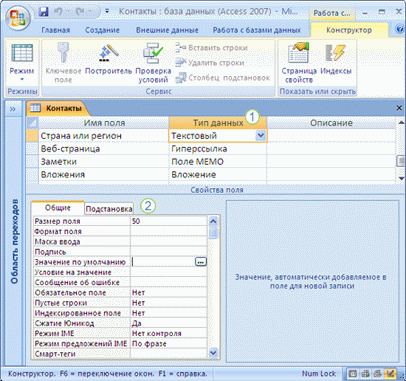 Контакты : база данных (Access 2007) - Mi...
Работа с...
Главная Создание Внешние данные Работа с базами данных Конструктор
Режим
Ключевое поле
Построитель
Проверка условий
Вставить строки
Удалить строки
Столбец подстановок
Страница свойств
Индексы
Режимы Сервис Показать или скрыть
Контакты
Имя поля Тип данных Описание
1
Страна или регион Текстовый
Веб-страница Гиперссылка
Заметки Поле МЕМО
Вложения Вложение
Свойства поля
Область переходов
Общие Подстановка 2
Размер поля 50
Формат поля
Маска ввода
Подпись
Значение по умолчанию
Условие на значение
Сообщение об ошибке
Обязательное поле Нет
Пустые строки Нет
Индексированное поле Нет
Сжатие Юникод Да
Режим IME Нет контроля
Режим предложений IME По фразе
Смарт-теги
Значение, автоматически добавляемое в
поле для новой записи
Конструктор. F6 = переключение окон. F1 = справка. Num Lock